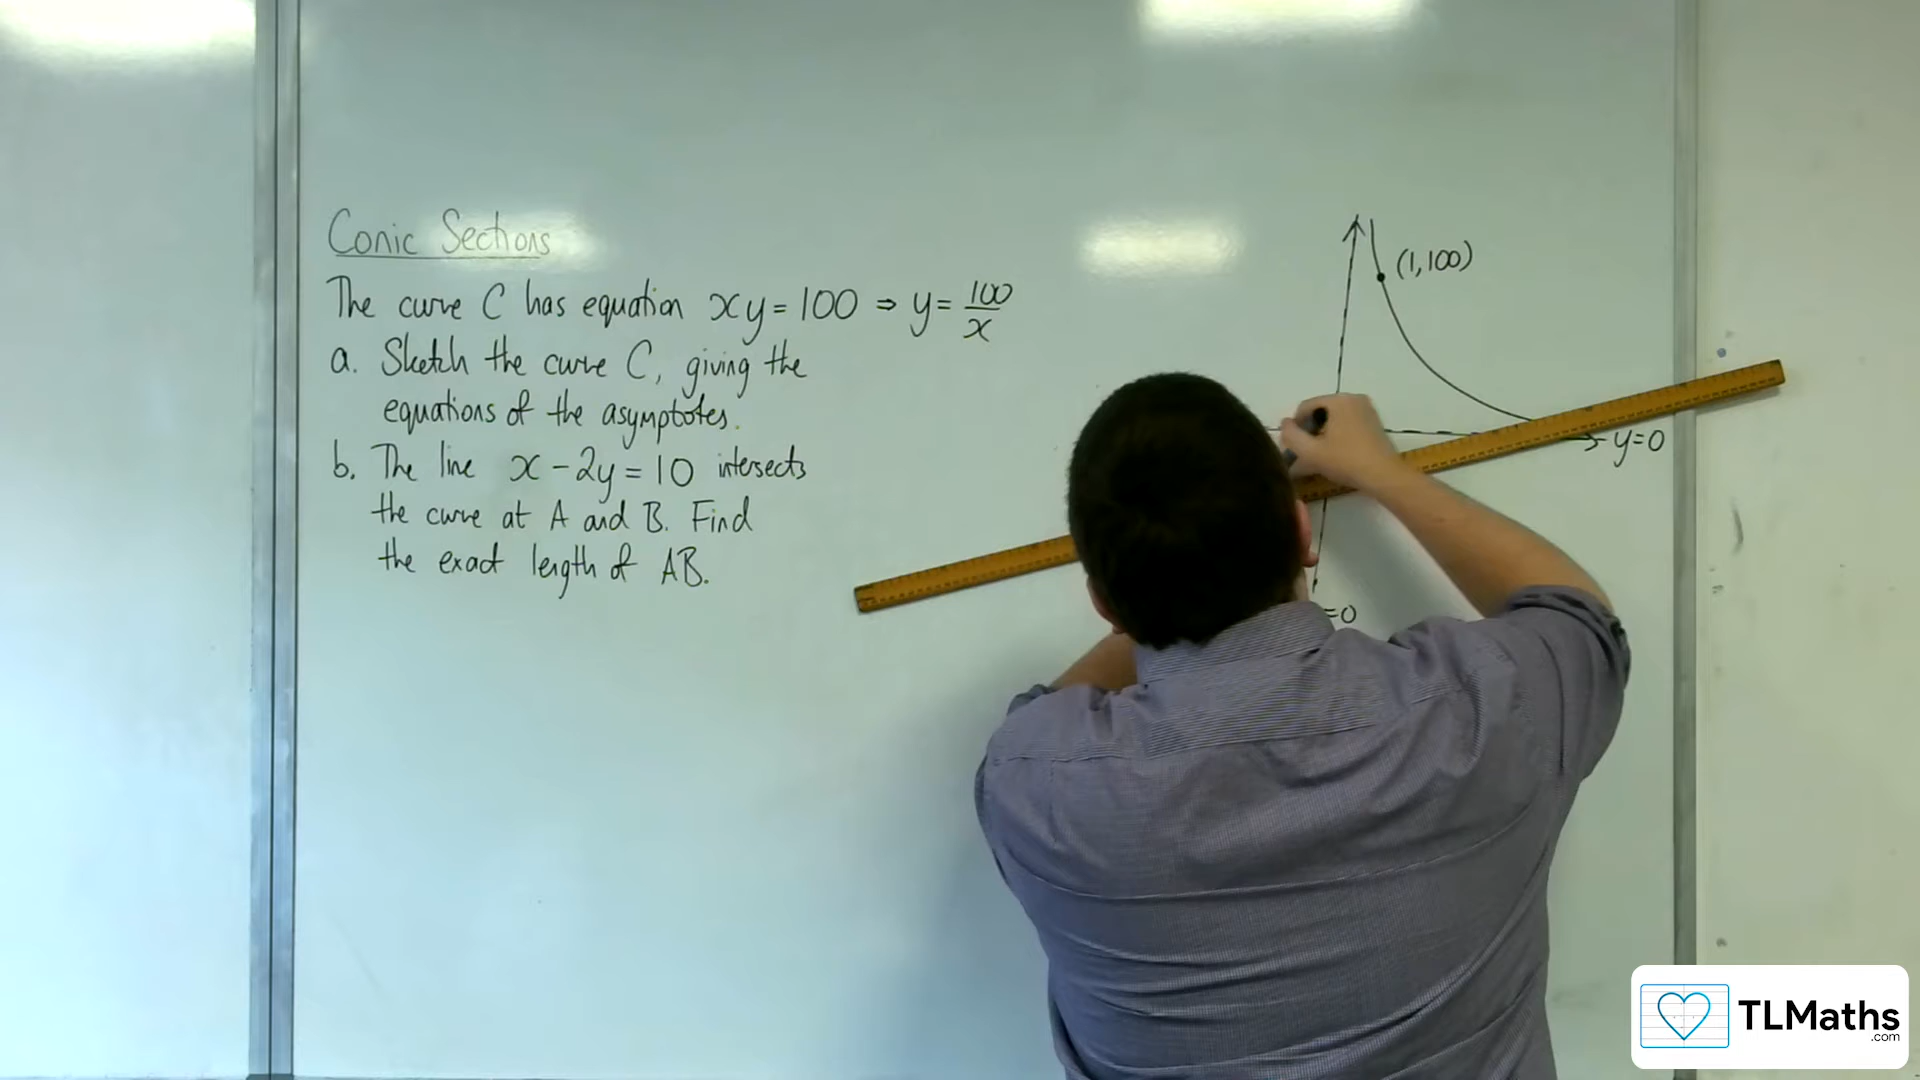 Conic Sections
The curve C has equation xy = 100 ⇒ y = 100/x
a. Sketch the curve C, giving the
equations of the asymptotes.
b. The line x - 2y = 10 intersects
the curve at A and B. Find
the exact length of AB.
(1,100)
y=0
=0
TLMaths
.com